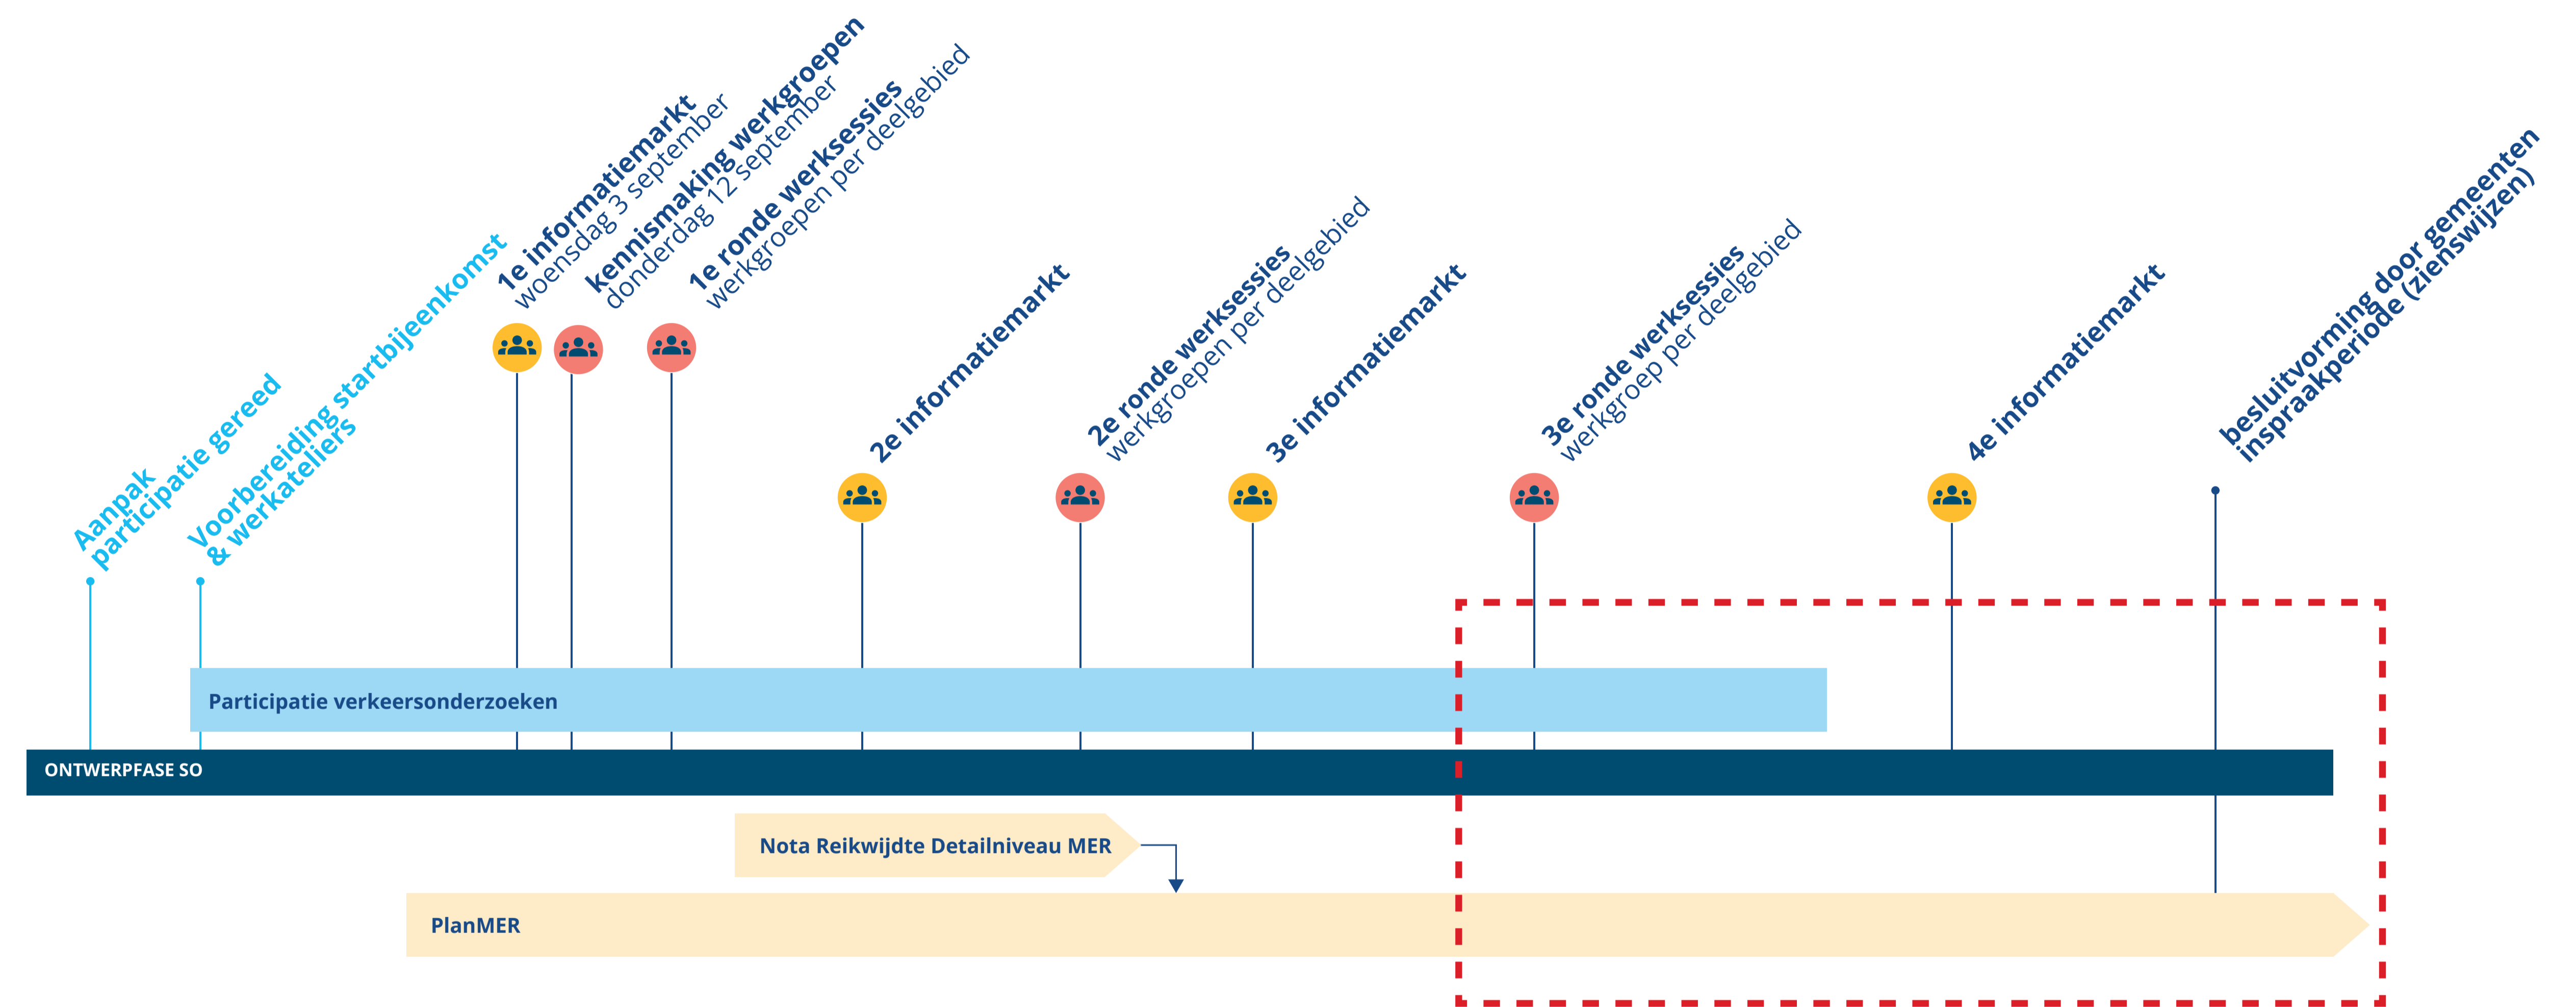 Aanpak
participatie gereed
Voorbereiding startbijeenkomst
& werkateliers
1e informatiemarkt
woensdag 3 september
kennismaking werkgroepen
donderdag 12 september
1e ronde werksessies
werkgroepen per deelgebied
2e informatiemarkt
2e ronde werksessies
werkgroepen per deelgebied
3e informatiemarkt
3e ronde werksessies
werkgroep per deelgebied
4e informatiemarkt
besluitvorming door gemeenten
inspraakperiode (zienswijzen)
Participatie verkeersonderzoeken
ONTWERPFASE SO
Nota Reikwijdte Detailniveau MER
PlanMER